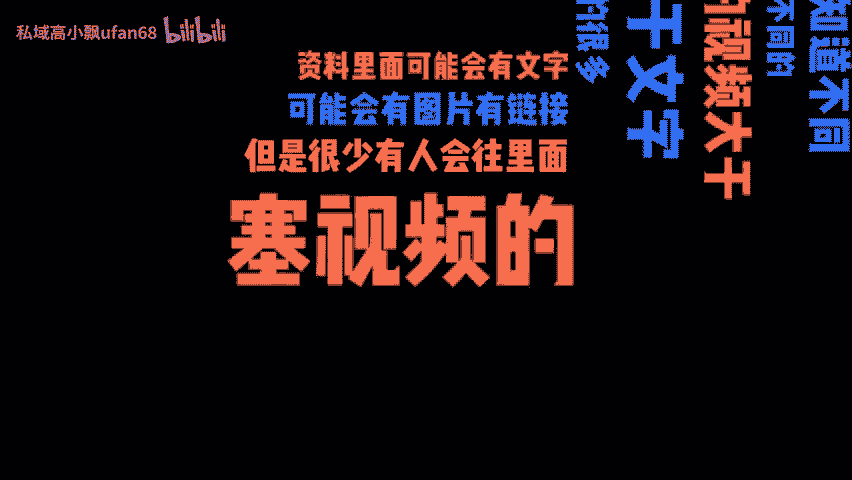 私域高小飘ufan68 bilibili
资料里面可能会有文字
可能会有图片有链接
但是很少有人会往里面
塞视频的
的很多
于文字
的视频大于
不同的
知道不同